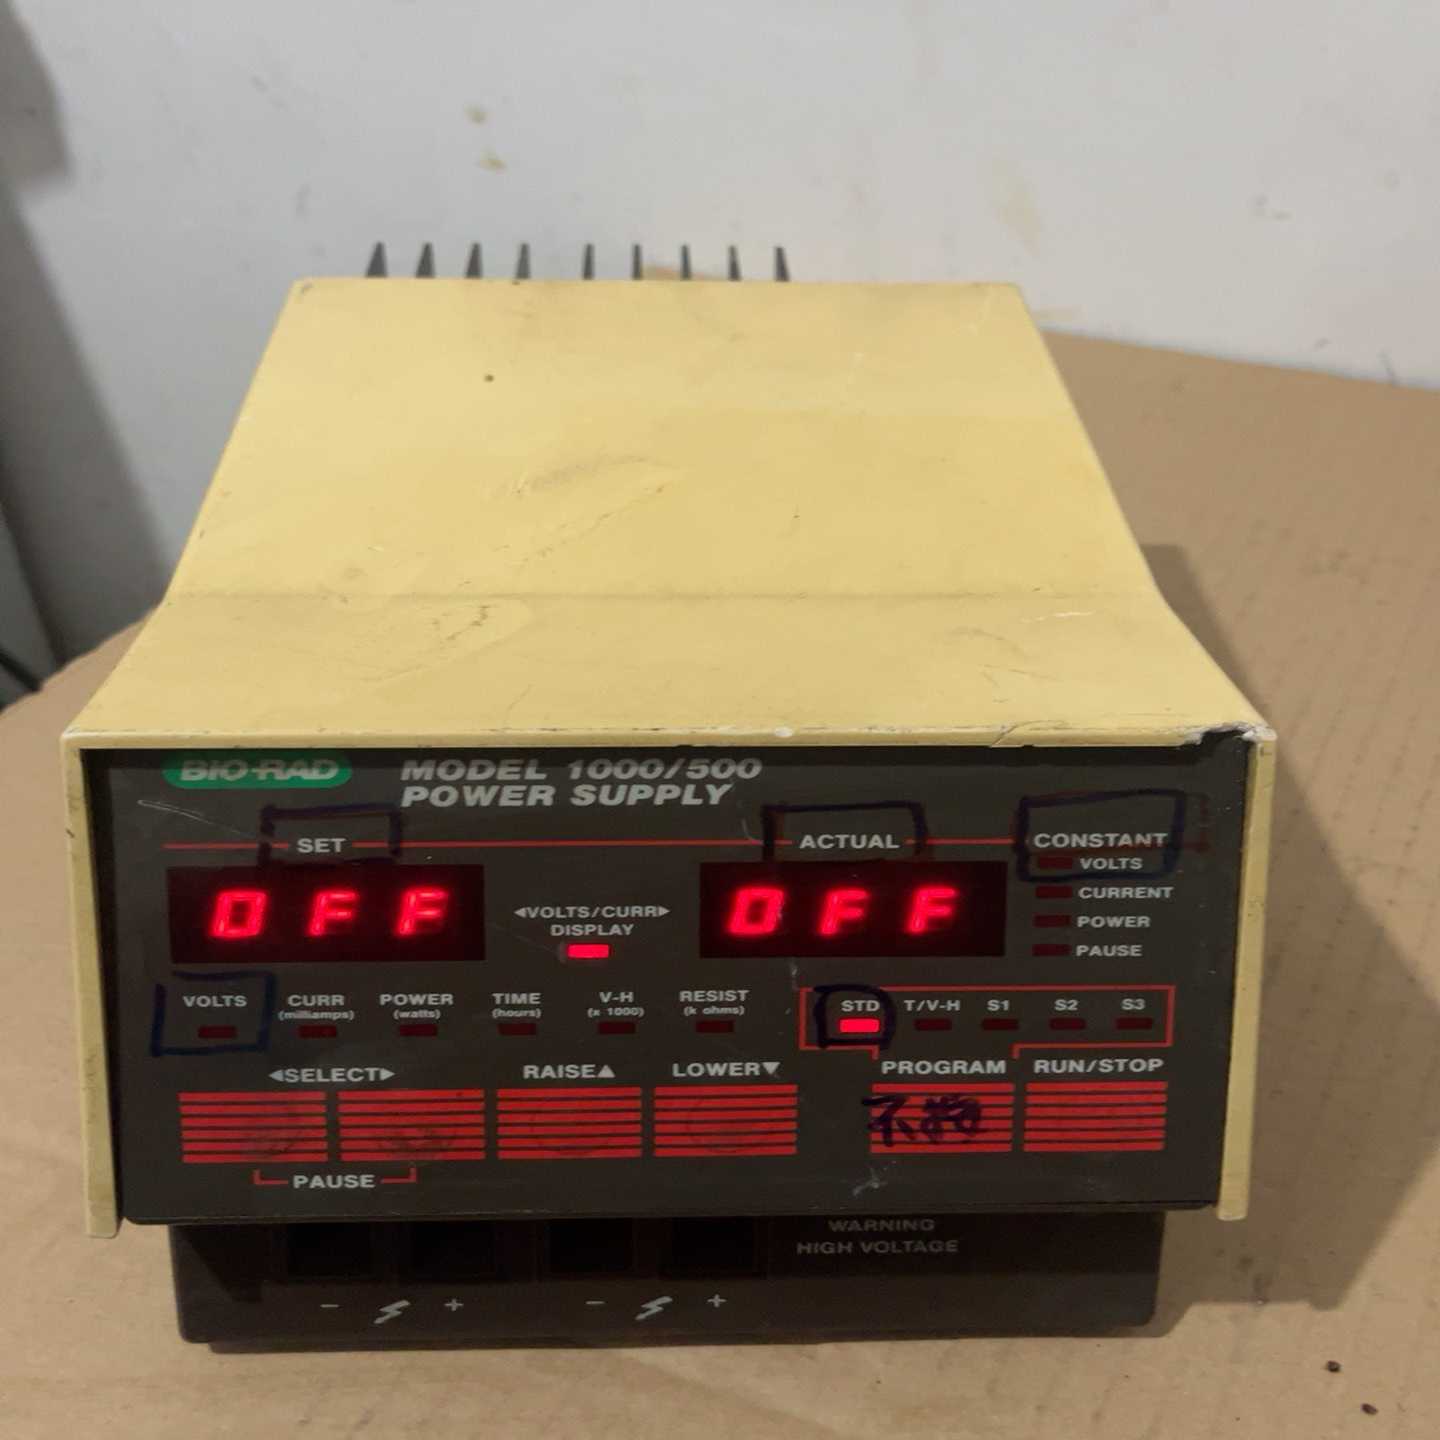 BIO-RAD
MODEL 1000/500
POWER SUPPLY
SET
ACTUAL
CONSTANT
VOLTS
CURRENT
POWER
PAUSE
OFF
◀VOLTS/CURR▶
DISPLAY
OFF
VOLTS
CURR
(milliamps)
POWER
(watts)
TIME
(hours)
V-H
(x 1000)
RESIST
(k ohms)
STD
T/V-H
S1
S2
S3
◀SELECT▶
RAISE▲
LOWER▼
PROGRAM
RUN/STOP
PAUSE
WARNING
HIGH VOLTAGE
− +
− +